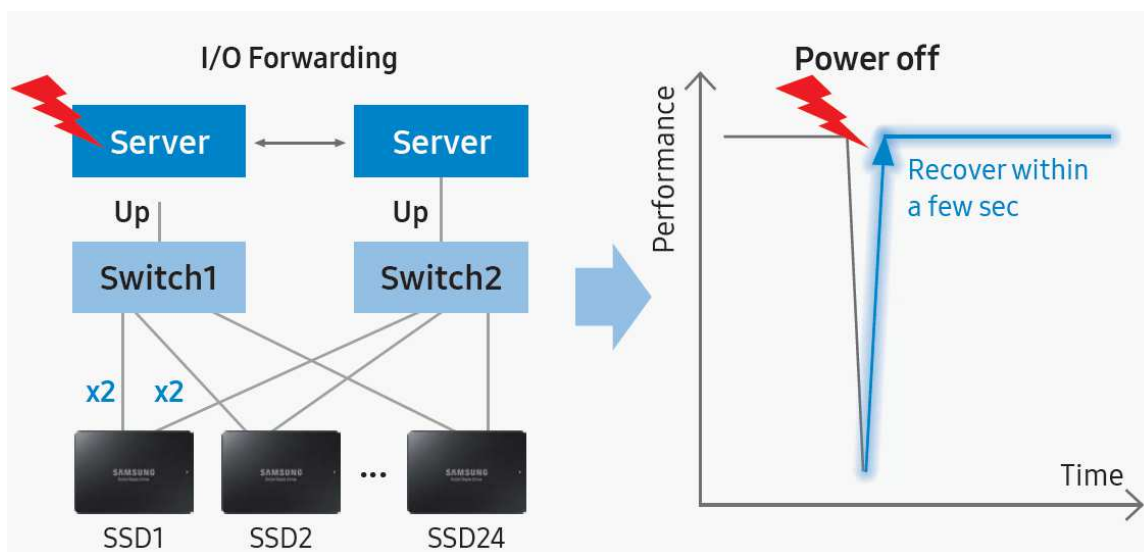 I/O Forwarding
Server
Server
Up
Up
Switch1
Switch2
x2
x2
SAMSUNG
SAMSUNG
...
SAMSUNG
SSD1
SSD2
SSD24
Power off
Performance
Recover within
a few sec
Time